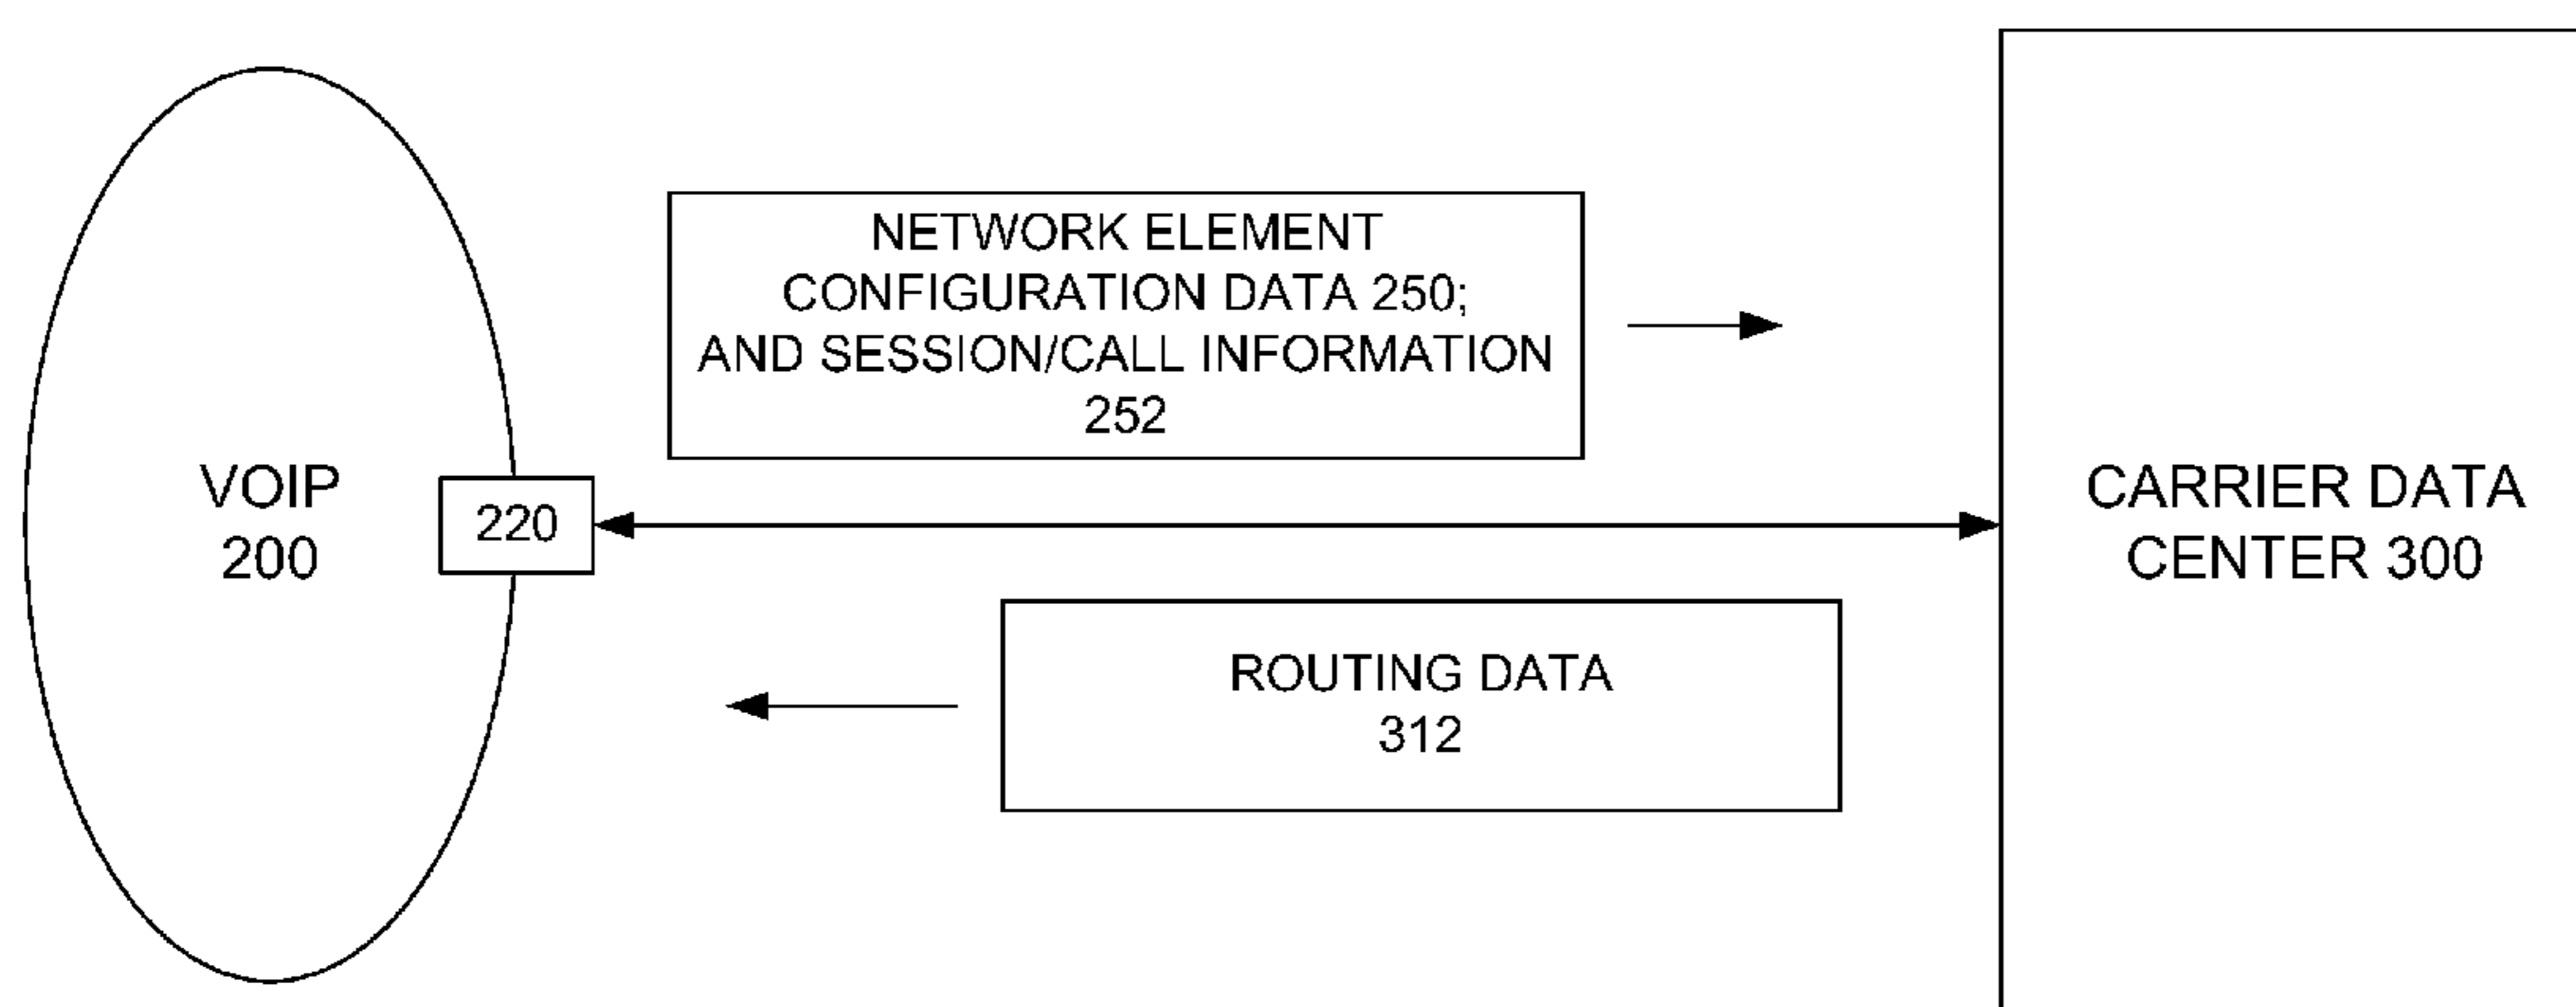 VOIP
200
220
NETWORK ELEMENT
CONFIGURATION DATA 250;
AND SESSION/CALL INFORMATION
252
ROUTING DATA
312
CARRIER DATA
CENTER 300